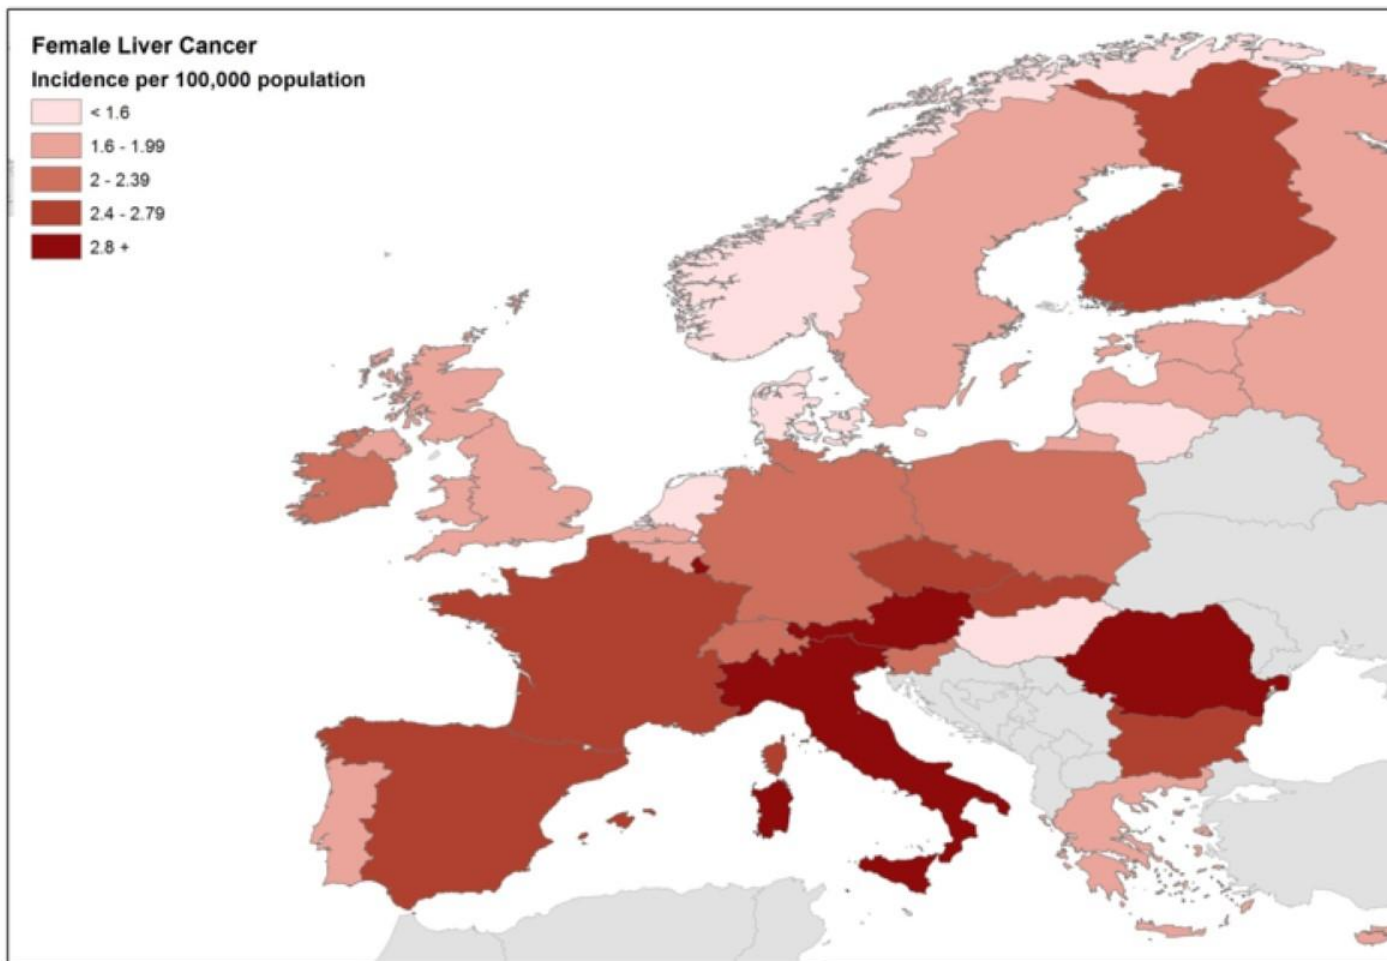 Female Liver Cancer
Incidence per 100,000 population
< 1.6
1.6 - 1.99
2 - 2.39
2.4 - 2.79
2.8 +